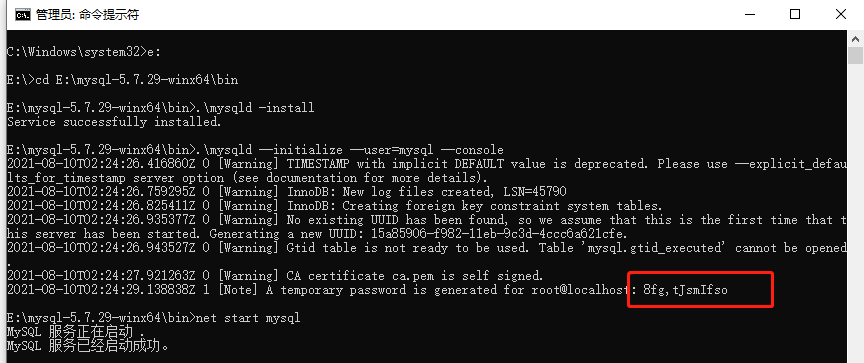 管理员: 命令提示符
C:\Windows\system32>e:
E:\>cd E:\mysql-5.7.29-winx64\bin
E:\mysql-5.7.29-winx64\bin>.\mysqld -install
Service successfully installed.
E:\mysql-5.7.29-winx64\bin>.\mysqld --initialize --user=mysql --console
2021-08-10T02:24:26.416860Z 0 [Warning] TIMESTAMP with implicit DEFAULT value is deprecated. Please use --explicit_defau
lts_for_timestamp server option (see documentation for more details).
2021-08-10T02:24:26.759295Z 0 [Warning] InnoDB: New log files created, LSN=45790
2021-08-10T02:24:26.825411Z 0 [Warning] InnoDB: Creating foreign key constraint system tables.
2021-08-10T02:24:26.935377Z 0 [Warning] No existing UUID has been found, so we assume that this is the first time that t
his server has been started. Generating a new UUID: 15a85906-f982-11eb-9c3d-4ccc6a621cfe.
2021-08-10T02:24:26.943527Z 0 [Warning] Gtid table is not ready to be used. Table 'mysql.gtid_executed' cannot be opened
.
2021-08-10T02:24:27.921263Z 0 [Warning] CA certificate ca.pem is self signed.
2021-08-10T02:24:29.138838Z 1 [Note] A temporary password is generated for root@localhost: 8fg,tJsmIfso
E:\mysql-5.7.29-winx64\bin>net start mysql
MySQL 服务正在启动 .
MySQL 服务已经启动成功。